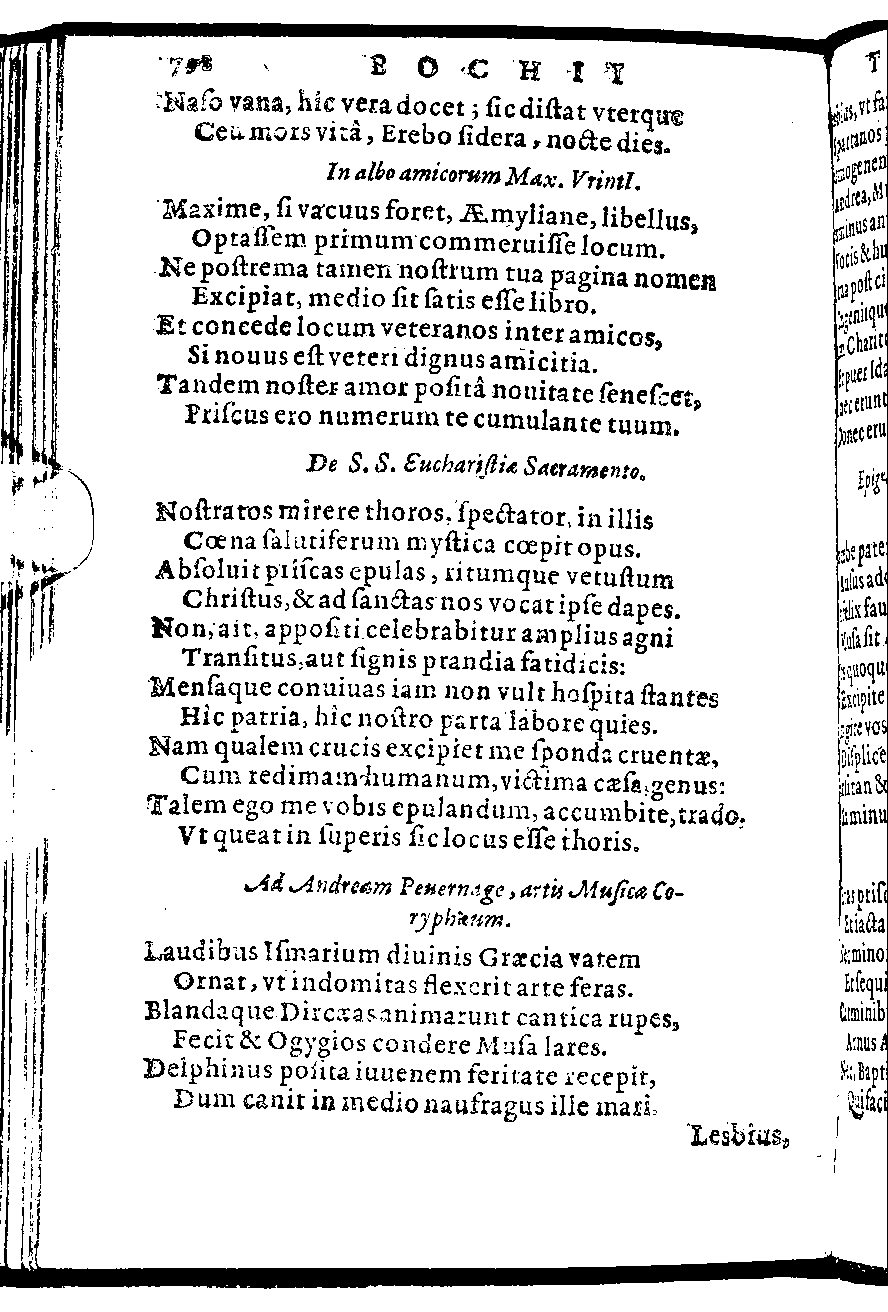 798 BOCHII
Naſo vana, hic vera docet ; ſic diſtat vterque
Ceu mors vitâ, Erebo ſidera, nocte dies.
In albo amicorum Max. VrintI.
Maxime, ſi vacuus foret, Æmyliane, libellus,
Optaſſem primum commeruiſſe locum.
Ne poſtrema tamen noſtrum tua pagina nomen
Excipiat, medio ſit ſatis eſſe libro.
Et concede locum veteranos inter amicos,
Si nouus eſt veteri dignus amicitia.
Tandem noſter amor poſitâ nouitate ſeneſcet,
Priſcus ero numerum te cumulante tuum.
De S. S. Euchariſtiæ Sacramento.
Noſtratos mirere thoros, ſpectator, in illis
Cœna ſalutiferum myſtica cœpit opus.
Abſoluit priſcas epulas, ritumque vetuſtum
Chriſtus, & ad ſanctas nos vocat ipſe dapes.
Non, ait, appoſiti celebrabitur amplius agni
Tranſitus, aut ſignis prandia fatidicis:
Menſaque conuiuas iam non vult hoſpita ſtantes
Hic patria, hic noſtro parta labore quies.
Nam qualem crucis excipiet me ſponda cruentæ,
Cum redimam humanum, victima cæſa, genus:
Talem ego me vobis epulandum, accumbite, trado.
Vt queat in ſuperis ſic locus eſſe thoris.
Ad Andream Peuernage, artis Muſicæ Co-
ryphæum.
Laudibus Iſmarium diuinis Græcia vatem
Ornat, vt indomitas flexerit arte feras.
Blandaque Dircæas animarunt cantica rupes,
Fecit & Ogygios condere Muſa lares.
Delphinus poſita iuuenem feritate recepit,
Dum canit in medio naufragus ille mari.
Lesbius,